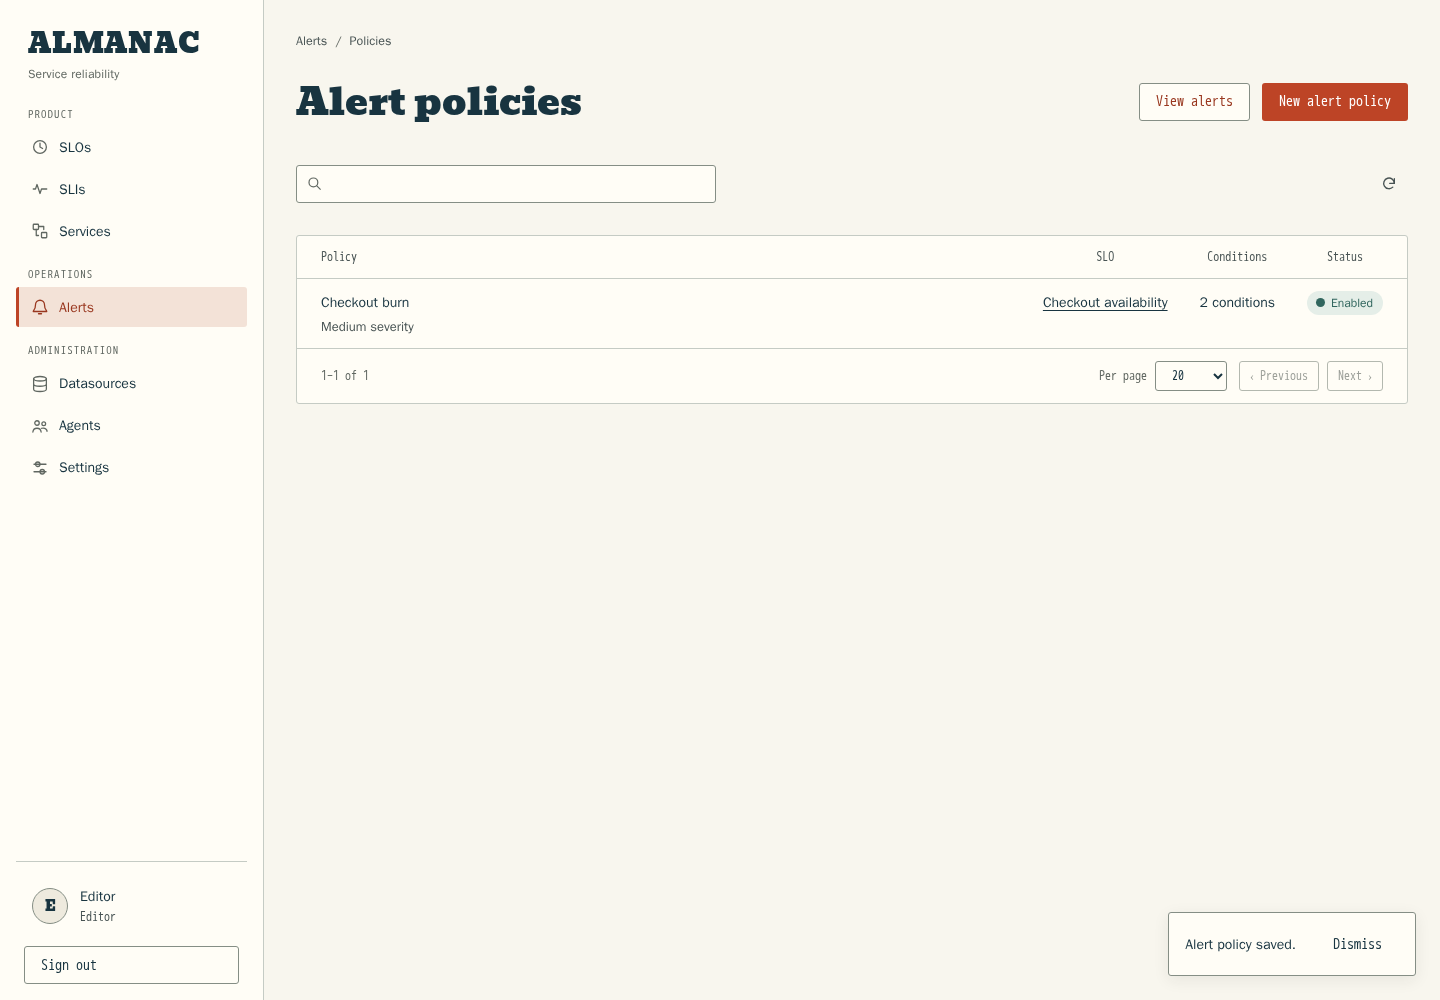 ALMANAC
Service reliability
PRODUCT
SLOs
SLIs
Services
OPERATIONS
Alerts
ADMINISTRATION
Datasources
Agents
Settings
E
Editor
Editor
Sign out
Alerts / Policies
Alert policies
View alerts
New alert policy
Policy SLO Conditions Status
Checkout burn Checkout availability 2 conditions Enabled
Medium severity
1–1 of 1 Per page 20 ‹ Previous Next ›
Alert policy saved. Dismiss